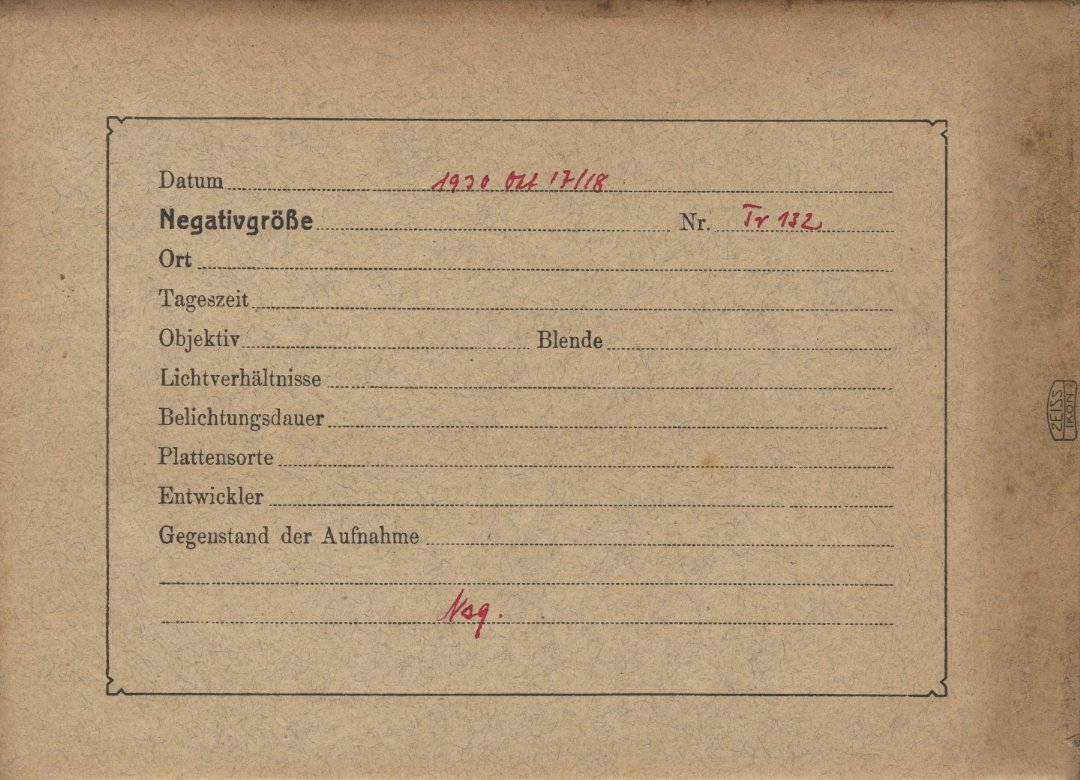 Datum 1930 Okt 17/18
Negativgröße Nr. Tr 132
Ort
Tageszeit
Objektiv Blende
Lichtverhältnisse
Belichtungsdauer
Plattensorte
Entwickler
Gegenstand der Aufnahme
Nsg.
ZEISS
IKON